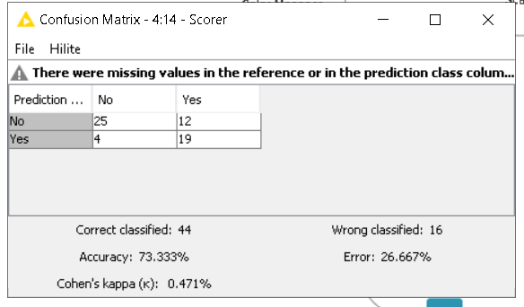 Confusion Matrix - 4:14 - Scorer
File Hilite
There were missing values in the reference or in the prediction class colum...
Prediction ... No Yes
No 25 12
Yes 4 19
Correct classified: 44 Wrong classified: 16
Accuracy: 73.333% Error: 26.667%
Cohen's kappa (κ): 0.471%